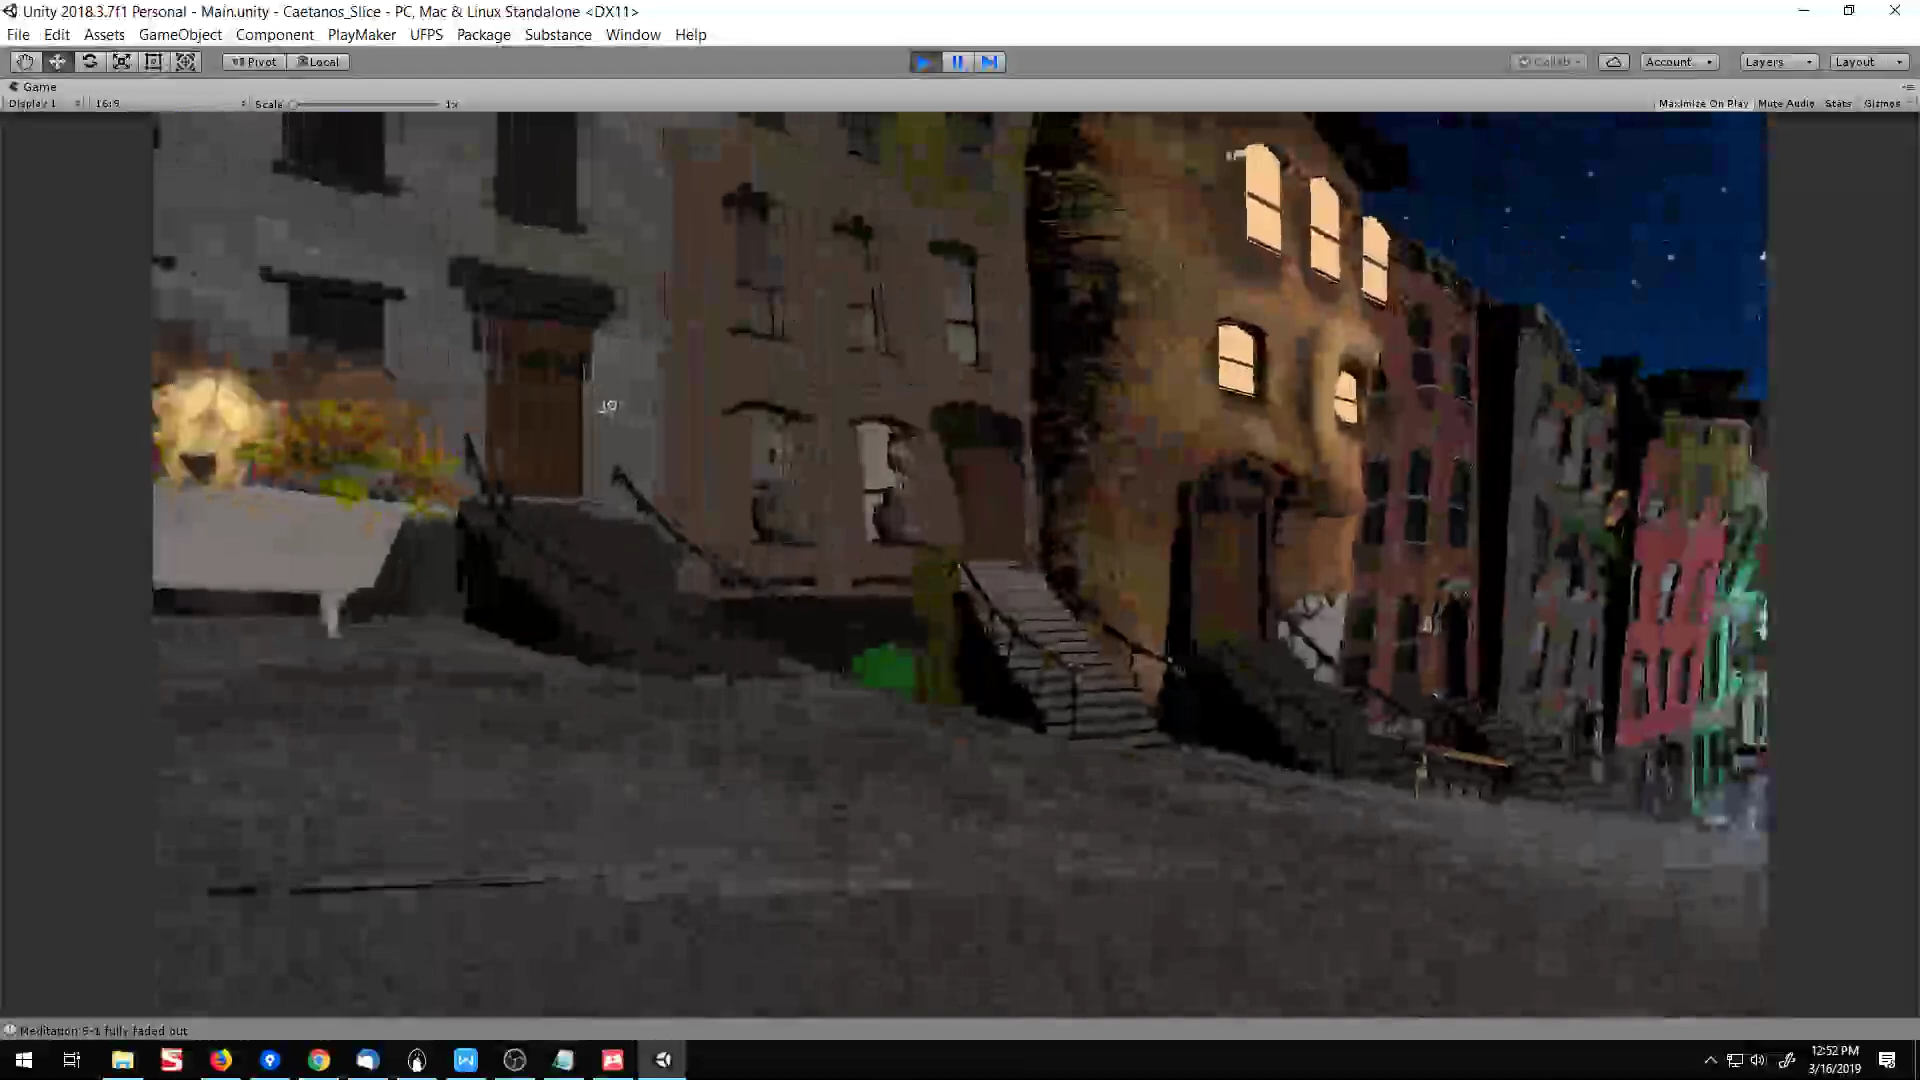 Unity 2018.3.7f1 Personal - Main.unity - Caetanos_Slice - PC, Mac & Linux Standalone <DX11>
File Edit Assets GameObject Component PlayMaker UFPS Package Substance Window Help
Pivot Local Collab Account Layers Layout
Game
Display 1 16:9 Scale 1x Maximize On Play Mute Audio Stats Gizmos
Meditation 5-1 fully faded out
12:52 PM
3/16/2019